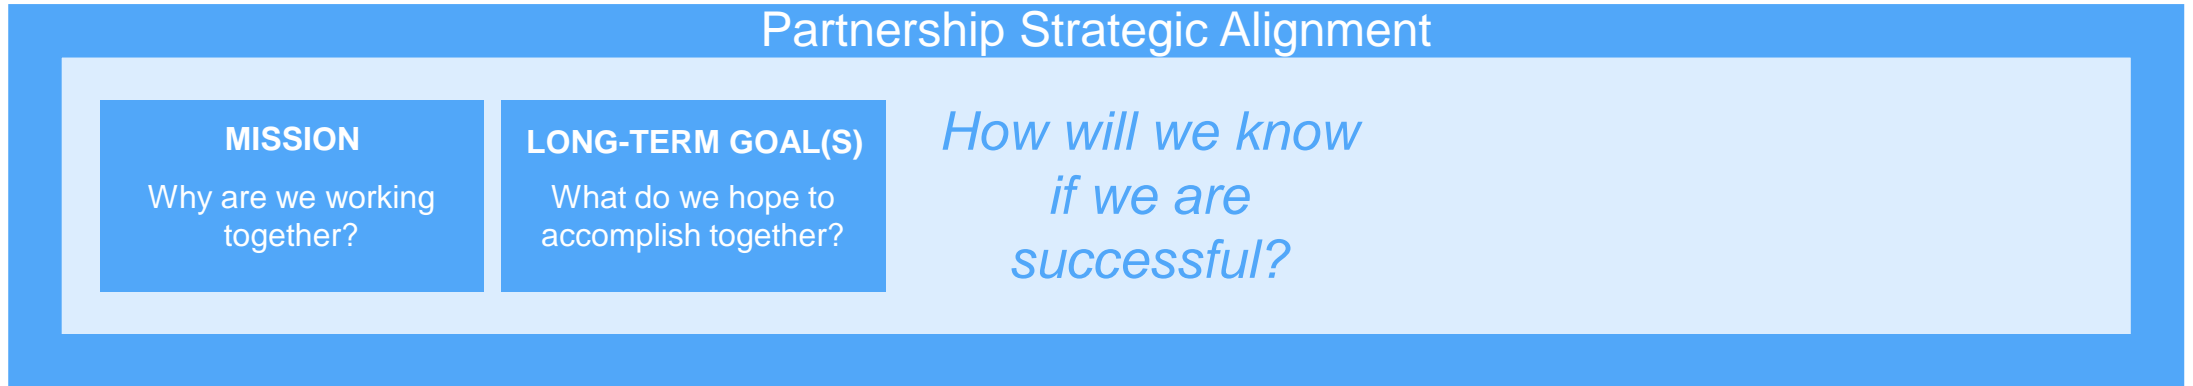 Partnership Strategic Alignment
MISSION
Why are we working
together?
LONG-TERM GOAL(S)
What do we hope to
accomplish together?
How will we know
if we are
successful?